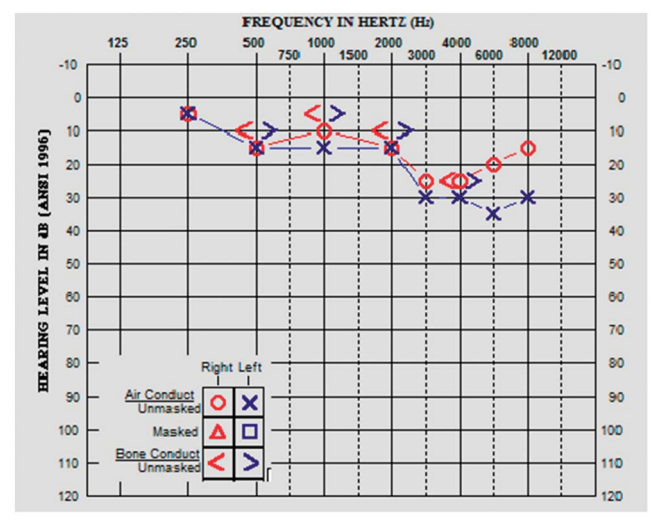 FREQUENCY IN HERTZ (Hz)
125 250 500 1000 2000 4000 8000
750 1500 3000 6000 12000
-10 -10
0 0
10 10
20 20
30 30
40 40
50 50
60 60
70 70
80 80
90 90
100 100
110 110
120 120
HEARING LEVEL IN dB (ANSI 1996)
Right Left
Air Conduct
Unmasked
Masked
Bone Conduct
Unmasked